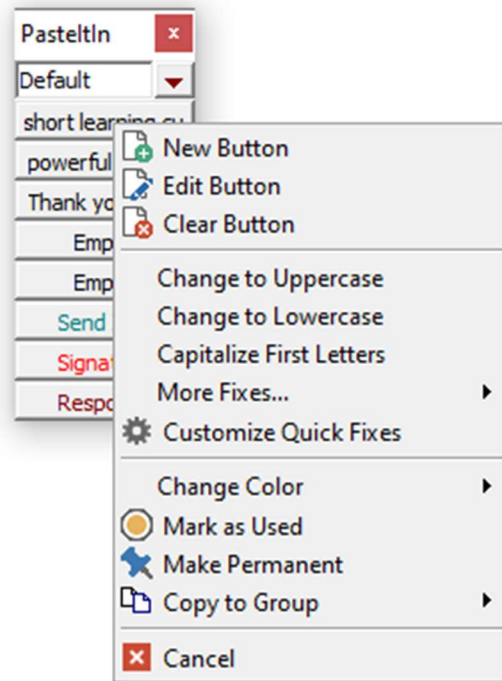 PasteItIn
Default
short learning cu
powerful
Thank yo
Emp
Emp
Send
Signa
Respo
New Button
Edit Button
Clear Button
Change to Uppercase
Change to Lowercase
Capitalize First Letters
More Fixes...
Customize Quick Fixes
Change Color
Mark as Used
Make Permanent
Copy to Group
Cancel